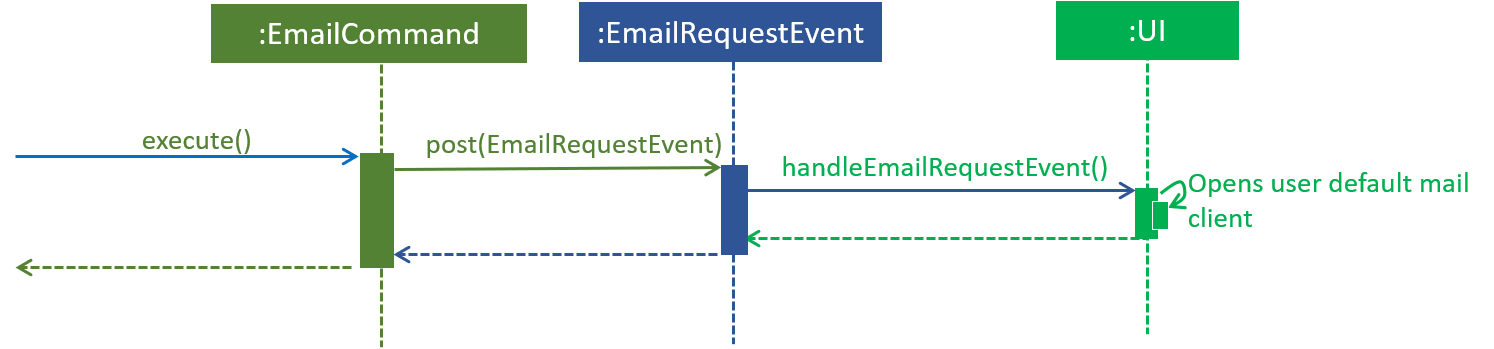 :EmailCommand
:EmailRequestEvent
:UI
execute()
post(EmailRequestEvent)
handleEmailRequestEvent()
Opens user default mail
client